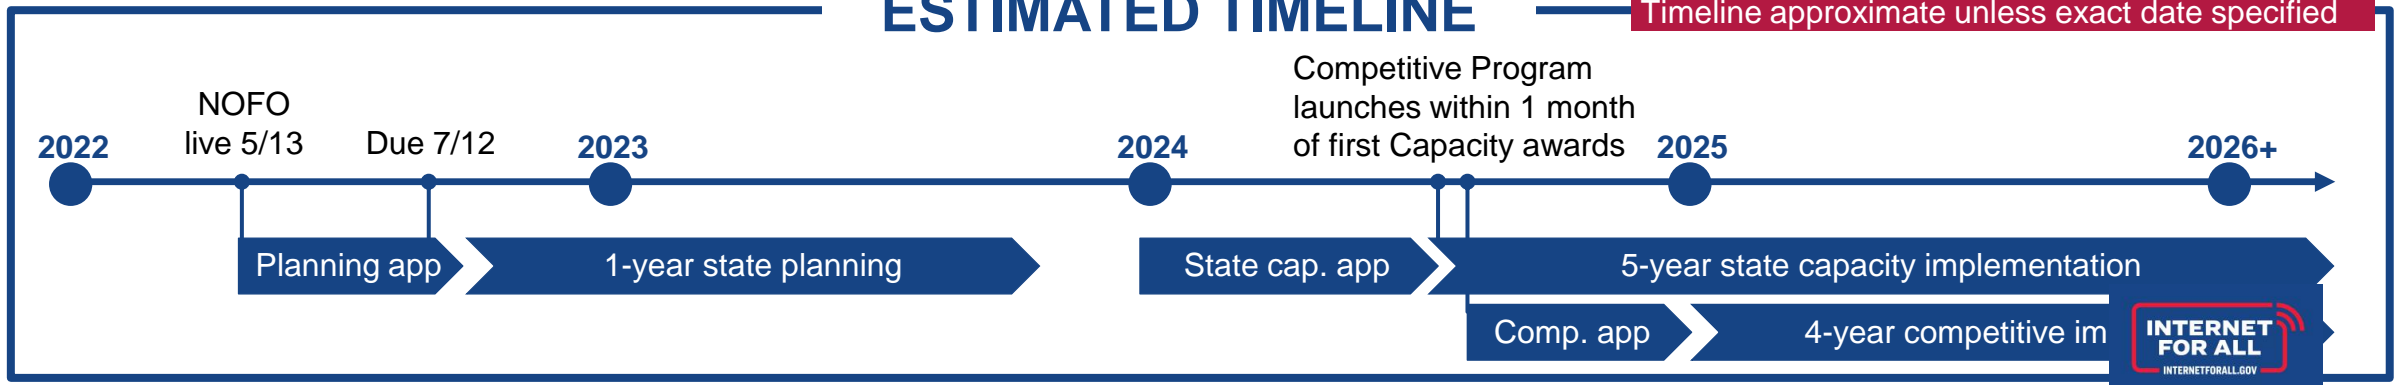 ESTIMATED TIMELINE
Timeline approximate unless exact date specified
Competitive Program
launches within 1 month
of first Capacity awards
NOFO
live 5/13
Due 7/12
2022
2023
2024
2025
2026+
Planning app
1-year state planning
State cap. app
5-year state capacity implementation
Comp. app
4-year competitive im
INTERNET
FOR ALL
INTERNETFORALL.GOV